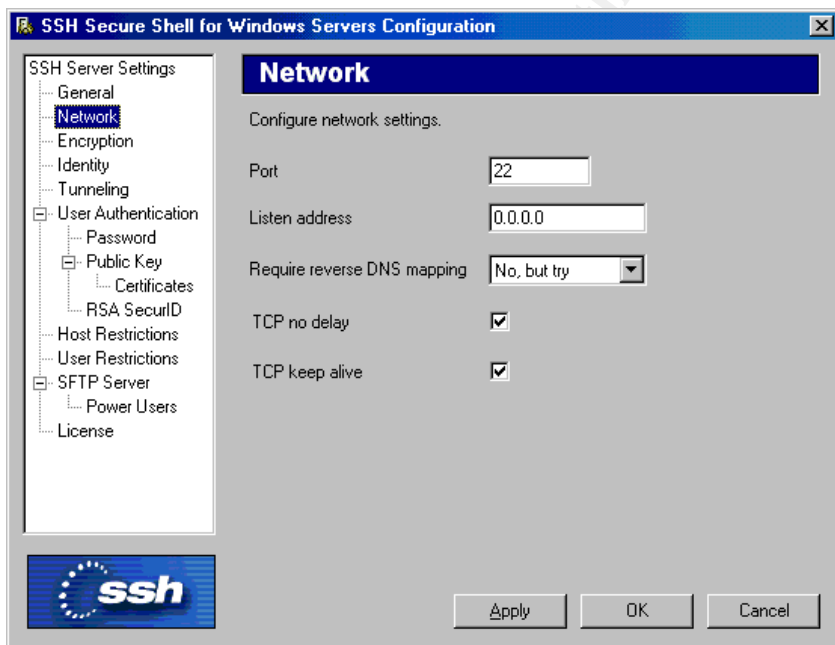 SSH Secure Shell for Windows Servers Configuration
SSH Server Settings
General
Network
Encryption
Identity
Tunneling
User Authentication
Password
Public Key
Certificates
RSA SecurID
Host Restrictions
User Restrictions
SFTP Server
Power Users
License
ssh
Network
Configure network settings.
Port 22
Listen address 0.0.0.0
Require reverse DNS mapping No, but try
TCP no delay
TCP keep alive
Apply OK Cancel